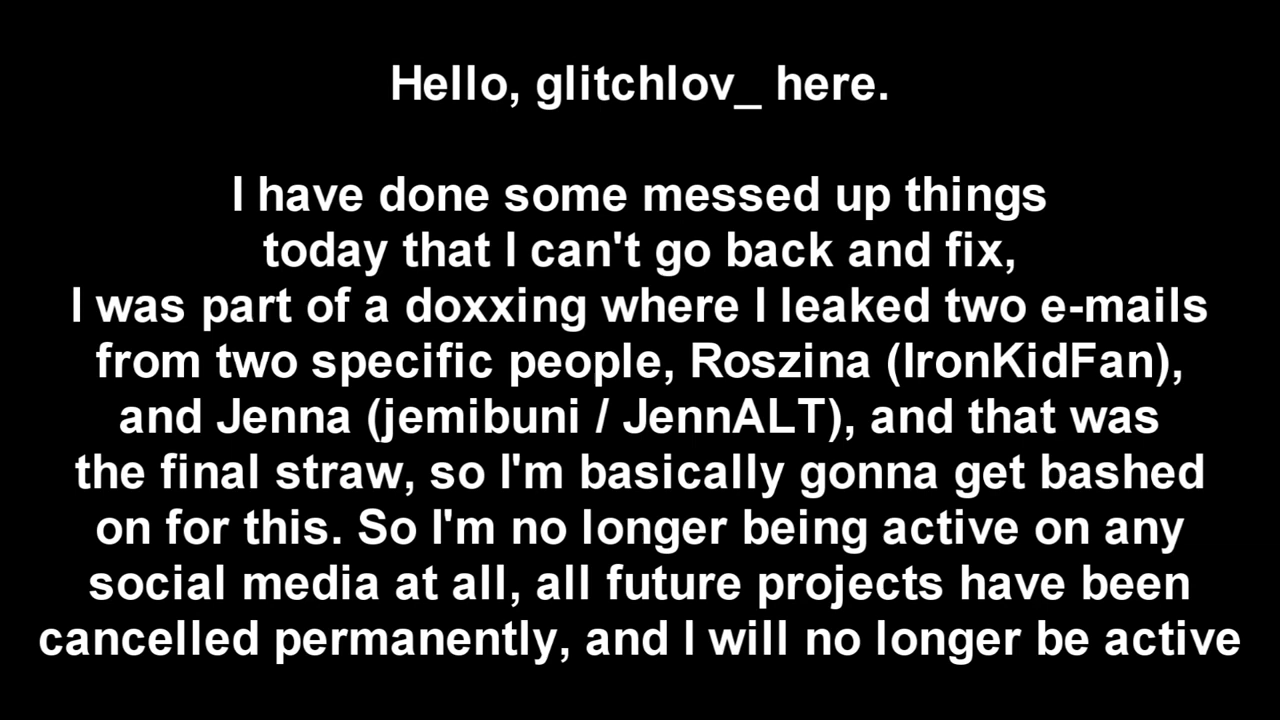 Hello, glitchlov_ here.
I have done some messed up things
today that I can't go back and fix,
I was part of a doxxing where I leaked two e-mails
from two specific people, Roszina (IronKidFan),
and Jenna (jemibuni / JennALT), and that was
the final straw, so I'm basically gonna get bashed
on for this. So I'm no longer being active on any
social media at all, all future projects have been
cancelled permanently, and I will no longer be active